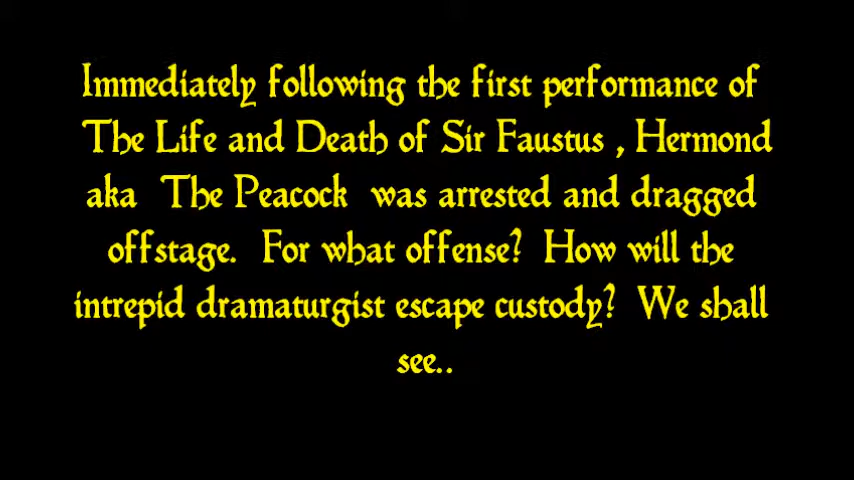 Immediately following the first performance of
The Life and Death of Sir Faustus , Hermond
aka The Peacock was arrested and dragged
offstage. For what offense? How will the
intrepid dramaturgist escape custody? We shall
see..